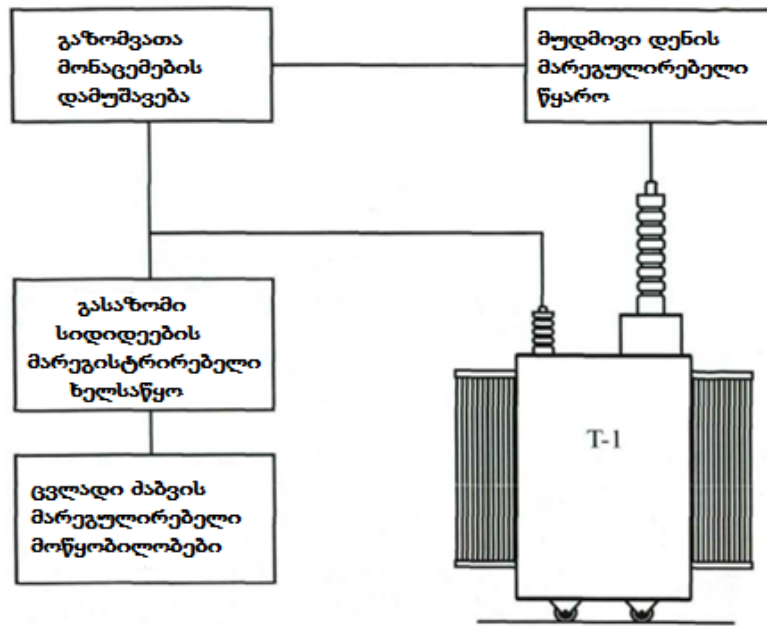 გაზომვათა
მონაცემების
დამუშავება
მუდმივი დენის
მარეგულირებელი
წყარო
გასაზომი
სიდიდეების
მარეგისტრირებელი
ხელსაწყო
ცვლადი ძაბვის
მარეგულირებელი
მოწყობილობები
T-1